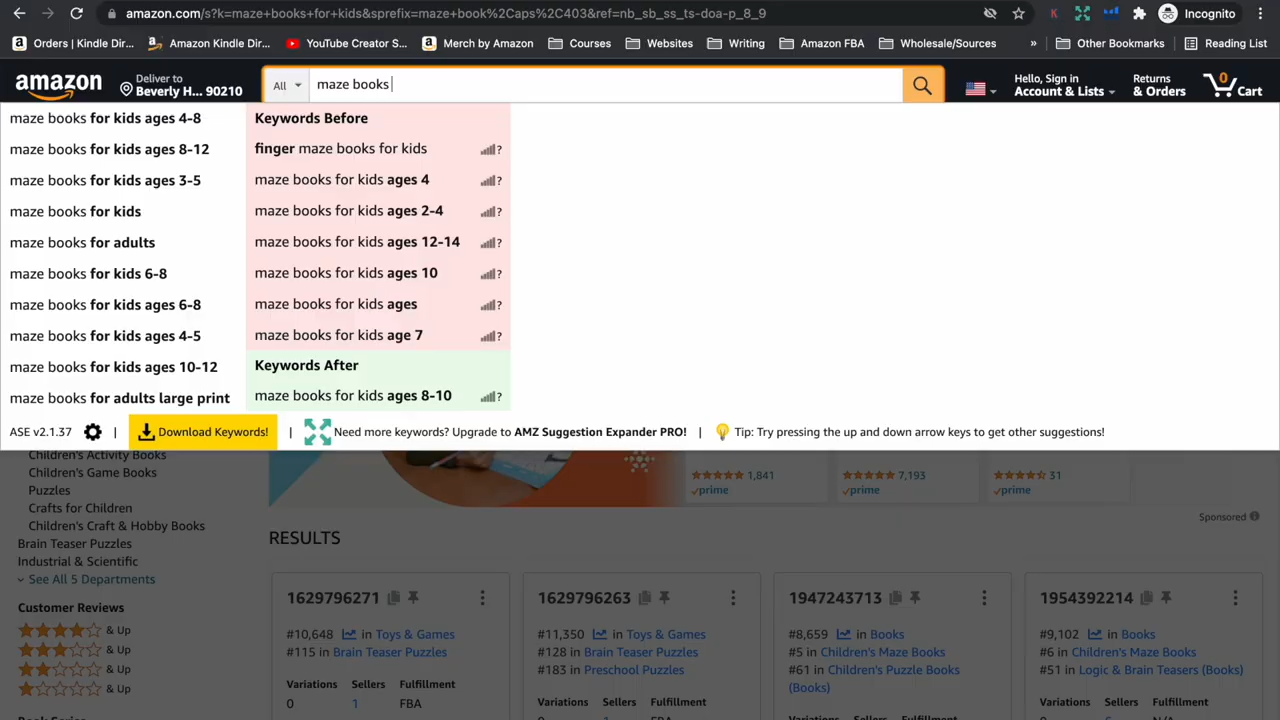 amazon.com/s?k=maze+books+for+kids&sprefix=maze+book%2Caps%2C403&ref=nb_sb_ss_ts-doa-p_8_9
Incognito
Orders | Kindle Dir...
Amazon Kindle Dir...
YouTube Creator S...
Merch by Amazon
Courses
Websites
Writing
Amazon FBA
Wholesale/Sources
»
Other Bookmarks
Reading List
amazon
Deliver to
Beverly H... 90210
All
maze books
Hello, Sign in
Account & Lists
Returns
& Orders
0
Cart
maze books for kids ages 4-8
maze books for kids ages 8-12
maze books for kids ages 3-5
maze books for kids
maze books for adults
maze books for kids 6-8
maze books for kids ages 6-8
maze books for kids ages 4-5
maze books for kids ages 10-12
maze books for adults large print
Keywords Before
finger maze books for kids ?
maze books for kids ages 4 ?
maze books for kids ages 2-4 ?
maze books for kids ages 12-14 ?
maze books for kids ages 10 ?
maze books for kids ages ?
maze books for kids age 7 ?
Keywords After
maze books for kids ages 8-10 ?
ASE v2.1.37 | Download Keywords! | Need more keywords? Upgrade to AMZ Suggestion Expander PRO! | Tip: Try pressing the up and down arrow keys to get other suggestions!
Children's Activity Books
Children's Game Books
Puzzles
Crafts for Children
Children's Craft & Hobby Books
Brain Teaser Puzzles
Industrial & Scientific
See All 5 Departments
Customer Reviews
& Up
& Up
& Up
& Up
1,841
prime
7,193
prime
31
prime
Sponsored
RESULTS
1629796271
#10,648 in Toys & Games
#115 in Brain Teaser Puzzles
Variations Sellers Fulfillment
0 1 FBA
1629796263
#11,350 in Toys & Games
#128 in Brain Teaser Puzzles
#183 in Preschool Puzzles
Variations Sellers Fulfillment
1947243713
#8,659 in Books
#5 in Children's Maze Books
#61 in Children's Puzzle Books
(Books)
Variations Sellers Fulfillment
1954392214
#9,102 in Books
#6 in Children's Maze Books
#51 in Logic & Brain Teasers (Books)
Variations Sellers Fulfillment
0